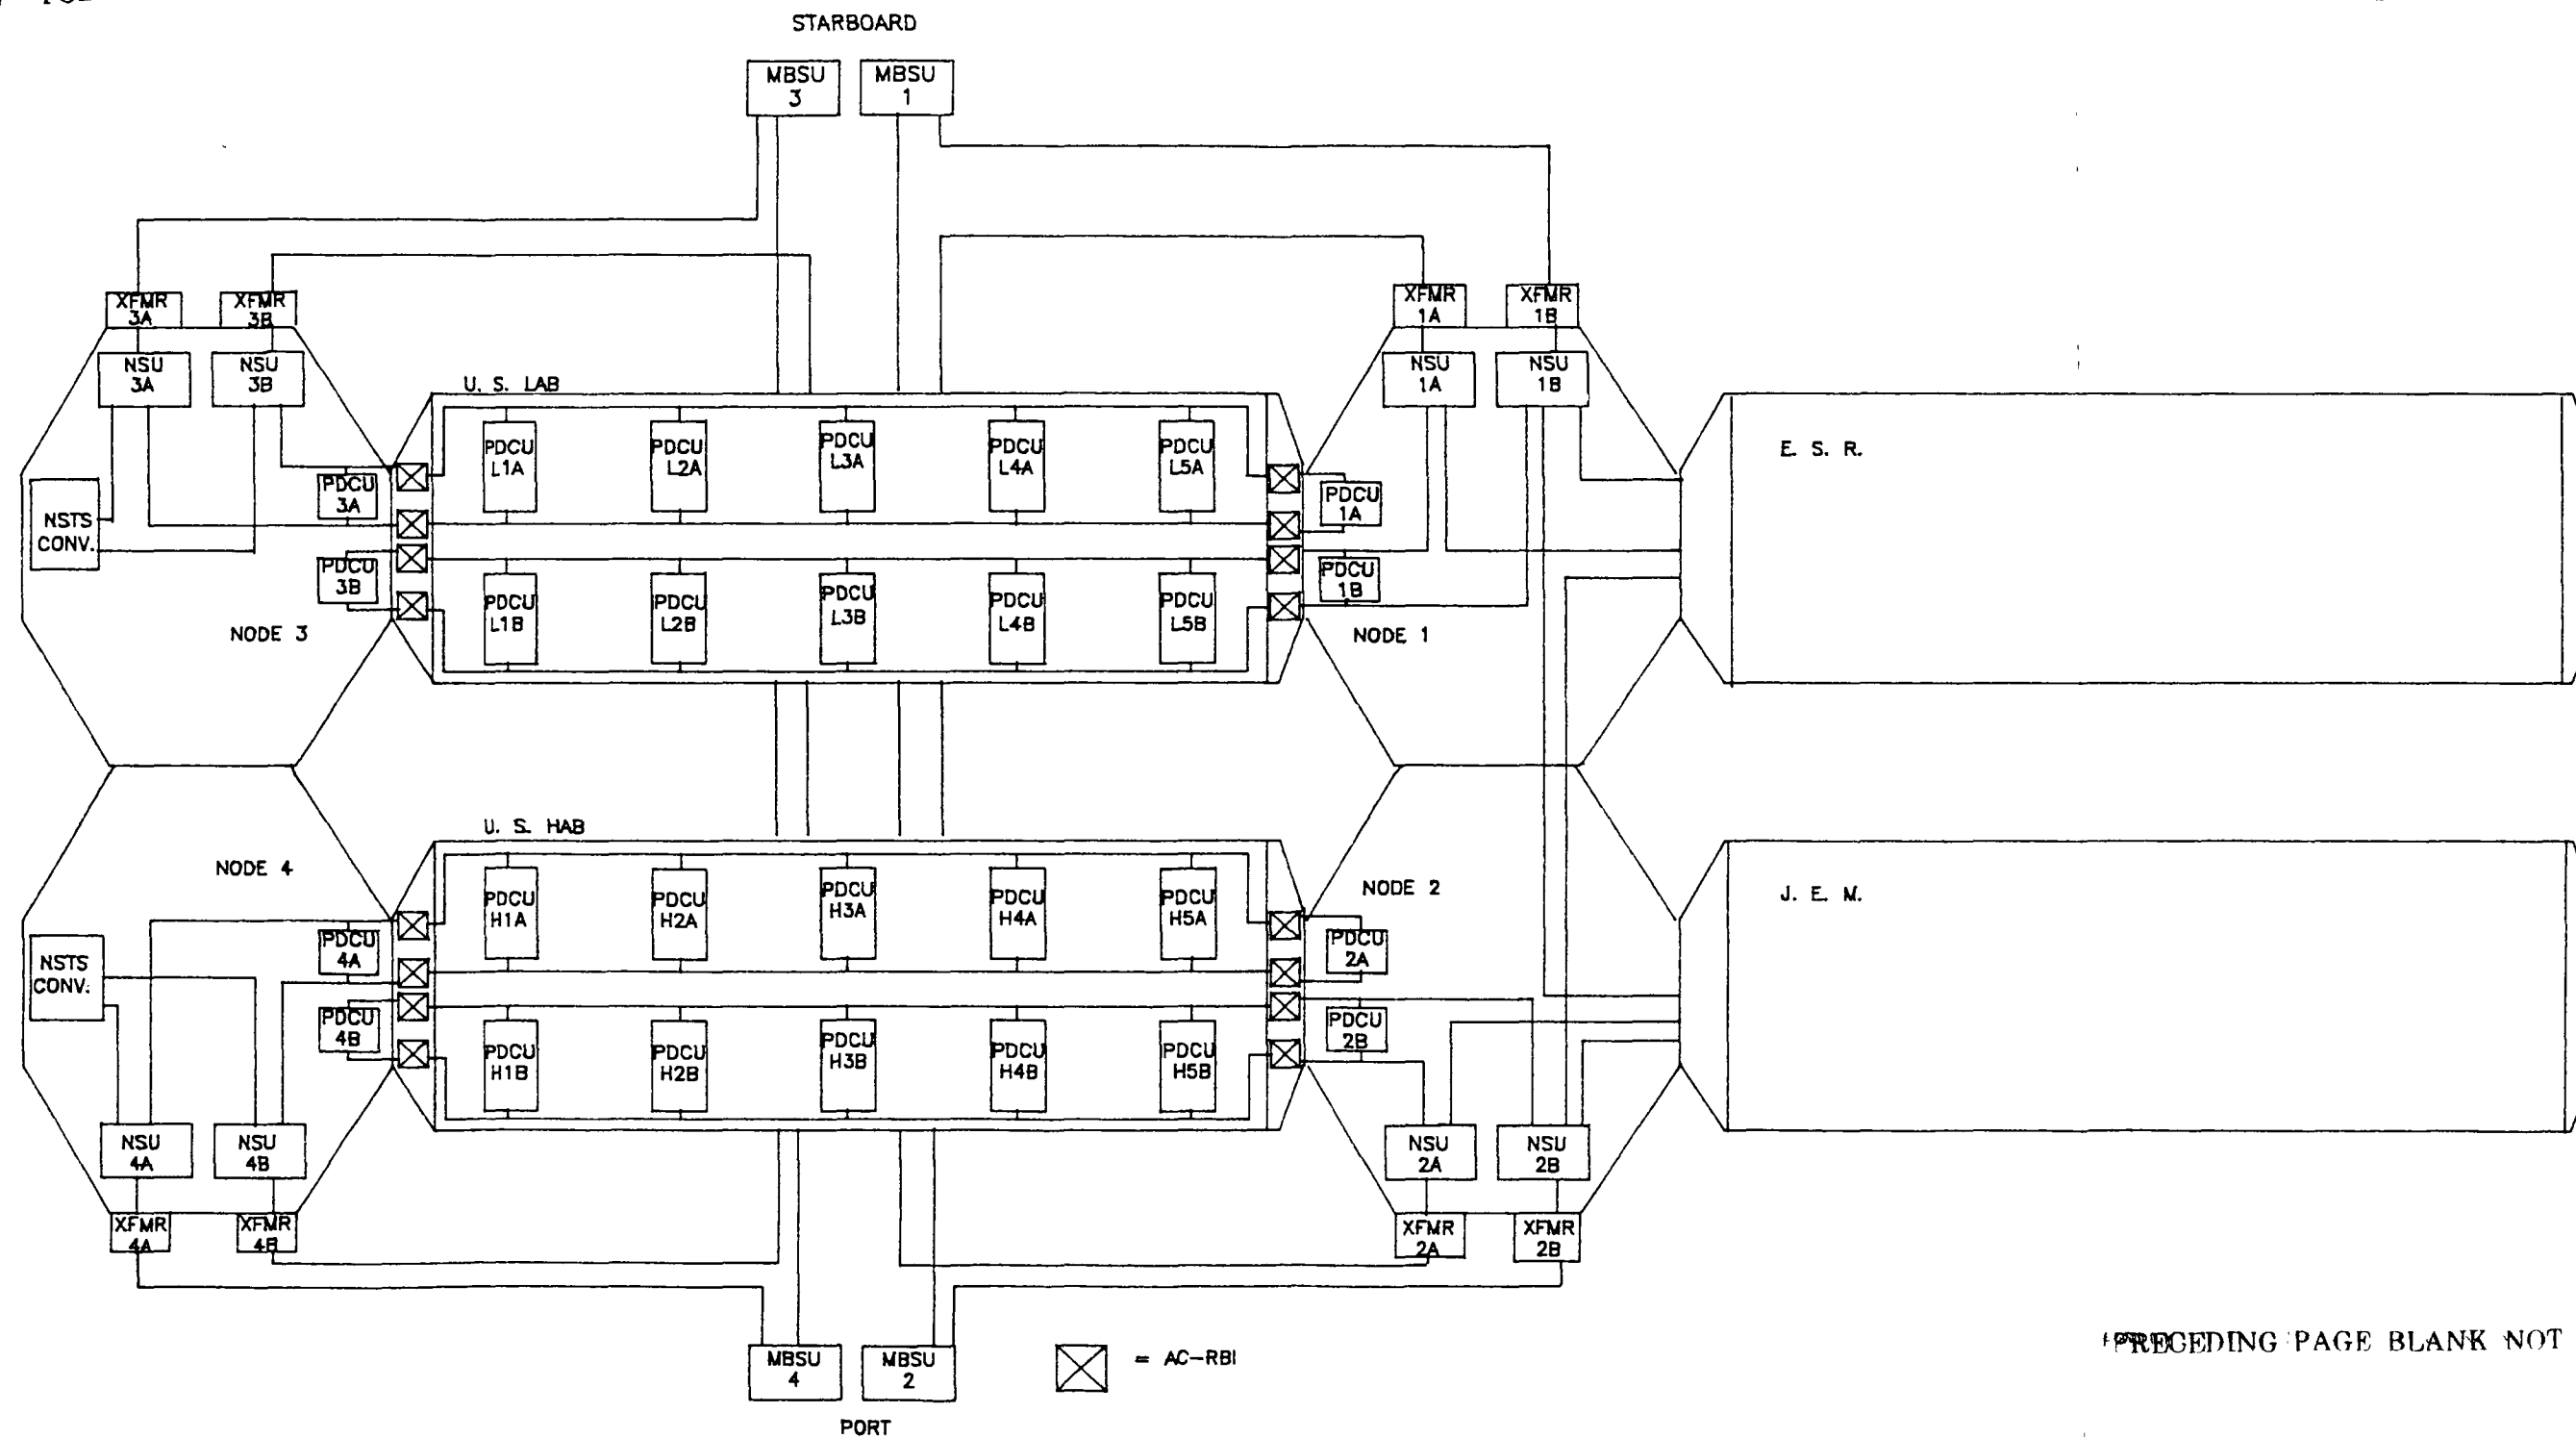 STARBOARD
MBSU
3
MBSU
1
XFMR
3A
XFMR
3B
XFMR
1A
XFMR
1B
NSU
3A
NSU
3B
NSU
1A
NSU
1B
U. S. LAB
PDCU
L1A
PDCU
L2A
PDCU
L3A
PDCU
L4A
PDCU
L5A
E. S. R.
PDCU
3A
PDCU
1A
NSTS
CONV.
PDCU
3B
PDCU
1B
PDCU
L1B
PDCU
L2B
PDCU
L3B
PDCU
L4B
PDCU
L5B
NODE 3
NODE 1
U. S. HAB
NODE 4
NODE 2
PDCU
H1A
PDCU
H2A
PDCU
H3A
PDCU
H4A
PDCU
H5A
J. E. M.
PDCU
4A
PDCU
2A
NSTS
CONV.
PDCU
4B
PDCU
2B
PDCU
H1B
PDCU
H2B
PDCU
H3B
PDCU
H4B
PDCU
H5B
NSU
4A
NSU
4B
NSU
2A
NSU
2B
XFMR
4A
XFMR
4B
XFMR
2A
XFMR
2B
MBSU
4
MBSU
2
= AC-RBI
PORT
PRECEDING PAGE BLANK NOT